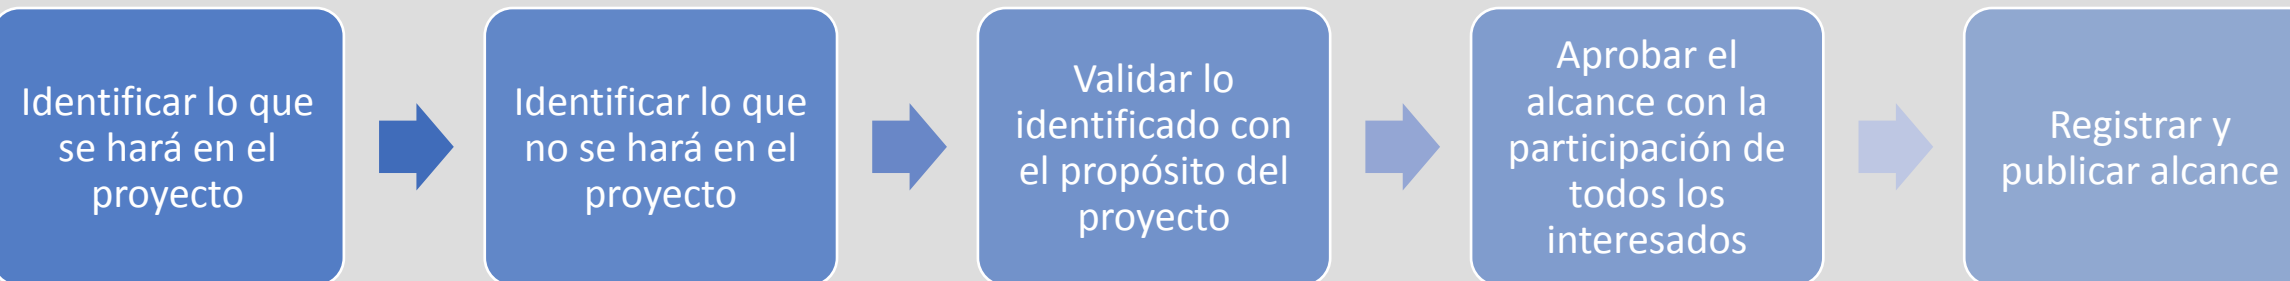 Identificar lo que
se hará en el
proyecto
Identificar lo que
no se hará en el
proyecto
Validar lo
identificado con
el propósito del
proyecto
Aprobar el
alcance con la
participación de
todos los
interesados
Registrar y
publicar alcance